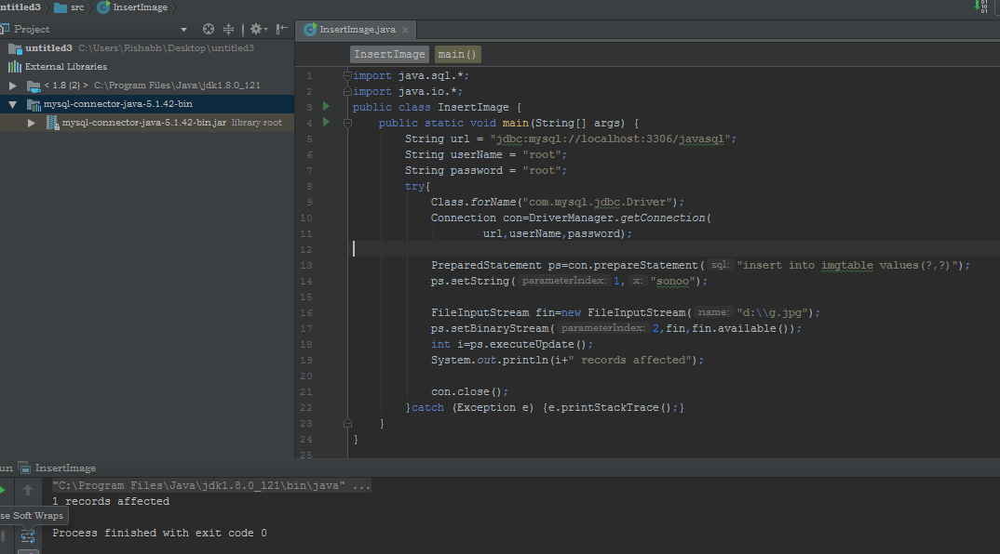 ntitled3 src InsertImage
Project
untitled3 C:\Users\Rishabh\Desktop\untitled3
External Libraries
< 1.8 (2) > C:\Program Files\Java\jdk1.8.0_121
mysql-connector-java-5.1.42-bin
mysql-connector-java-5.1.42-bin.jar library root
InsertImage.java
InsertImage main()
1 import java.sql.*;
2 import java.io.*;
3 public class InsertImage {
4 public static void main(String[] args) {
5 String url = "jdbc:mysql://localhost:3306/javasql";
6 String userName = "root";
7 String password = "root";
8 try{
9 Class.forName("com.mysql.jdbc.Driver");
10 Connection con=DriverManager.getConnection(
11 url,userName,password);
12
13 PreparedStatement ps=con.prepareStatement( sql: "insert into imgtable values(?,?)");
14 ps.setString( parameterIndex: 1, x: "sonoo");
15
16 FileInputStream fin=new FileInputStream( name: "d:\\g.jpg");
17 ps.setBinaryStream( parameterIndex: 2,fin,fin.available());
18 int i=ps.executeUpdate();
19 System.out.println(i+" records affected");
20
21 con.close();
22 }catch (Exception e) {e.printStackTrace();}
23 }
24 }
25
un InsertImage
"C:\Program Files\Java\jdk1.8.0_121\bin\java" ...
1 records affected
se Soft Wraps
Process finished with exit code 0